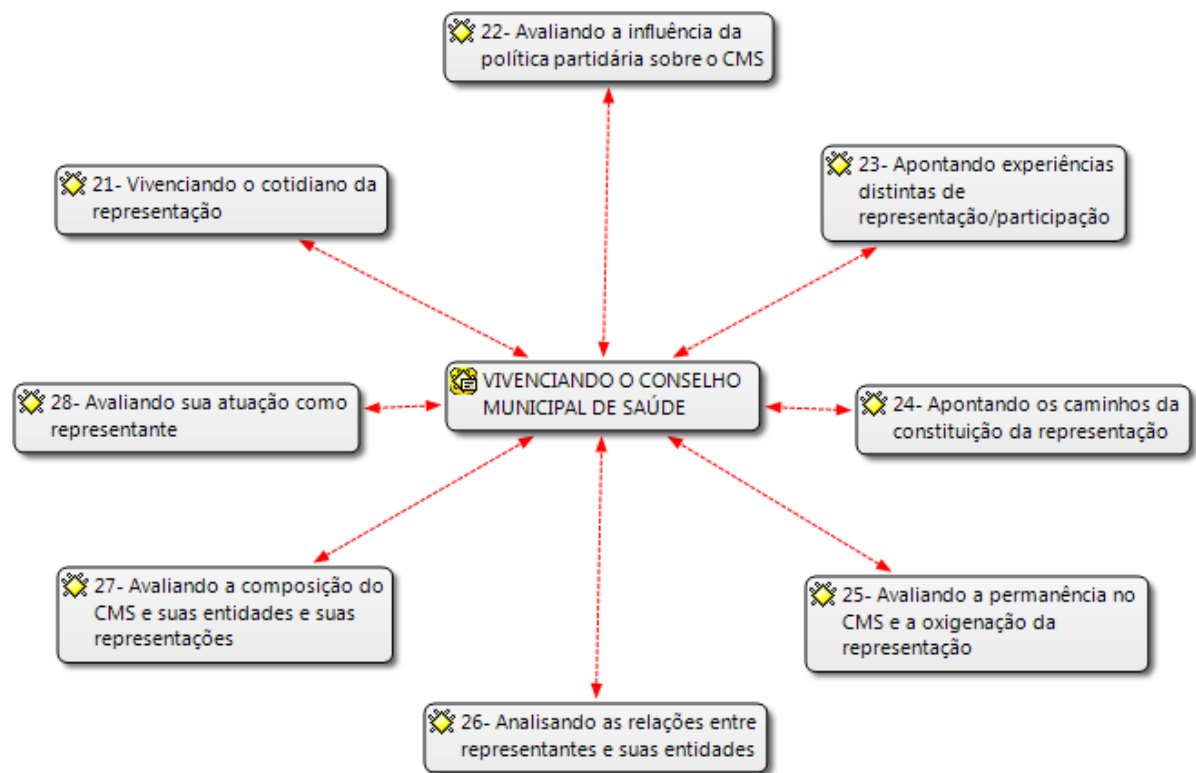 22- Avaliando a influência da
política partidária sobre o CMS
21- Vivenciando o cotidiano da
representação
23- Apontando experiências
distintas de
representação/participação
VIVENCIANDO O CONSELHO
MUNICIPAL DE SAÚDE
28- Avaliando sua atuação como
representante
24- Apontando os caminhos da
constituição da representação
27- Avaliando a composição do
CMS e suas entidades e suas
representações
25- Avaliando a permanência no
CMS e a oxigenação da
representação
26- Analisando as relações entre
representantes e suas entidades